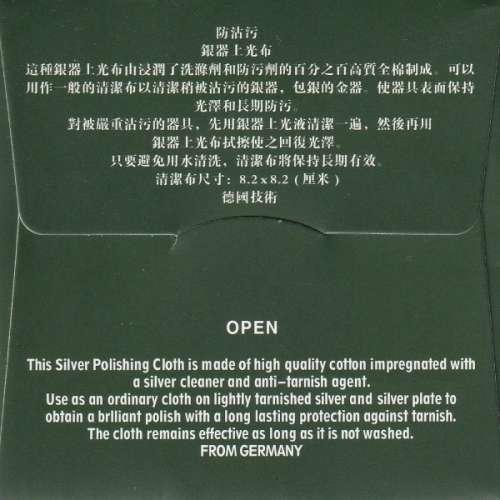 防沾污
銀器上光布
這種銀器上光布由浸潤了洗滌劑和防污劑的百分之百高質全棉制成。可以
用作一般的清潔布以清潔稍被沾污的銀器，包銀的金器。使器具表面保持
光澤和長期防污。
對被嚴重沾污的器具，先用銀器上光液清潔一遍，然後再用
銀器上光布拭擦使之回復光澤。
只要避免用水清洗，清潔布將保持長期有效。
清潔布尺寸：8.2x8.2（厘米）
德國技術
OPEN
This Silver Polishing Cloth is made of high quality cotton impregnated with
a silver cleaner and anti-tarnish agent.
Use as an ordinary cloth on lightly tarnished silver and silver plate to
obtain a brlliant polish with a long lasting protection against tarnish.
The cloth remains effective as long as it is not washed.
FROM GERMANY